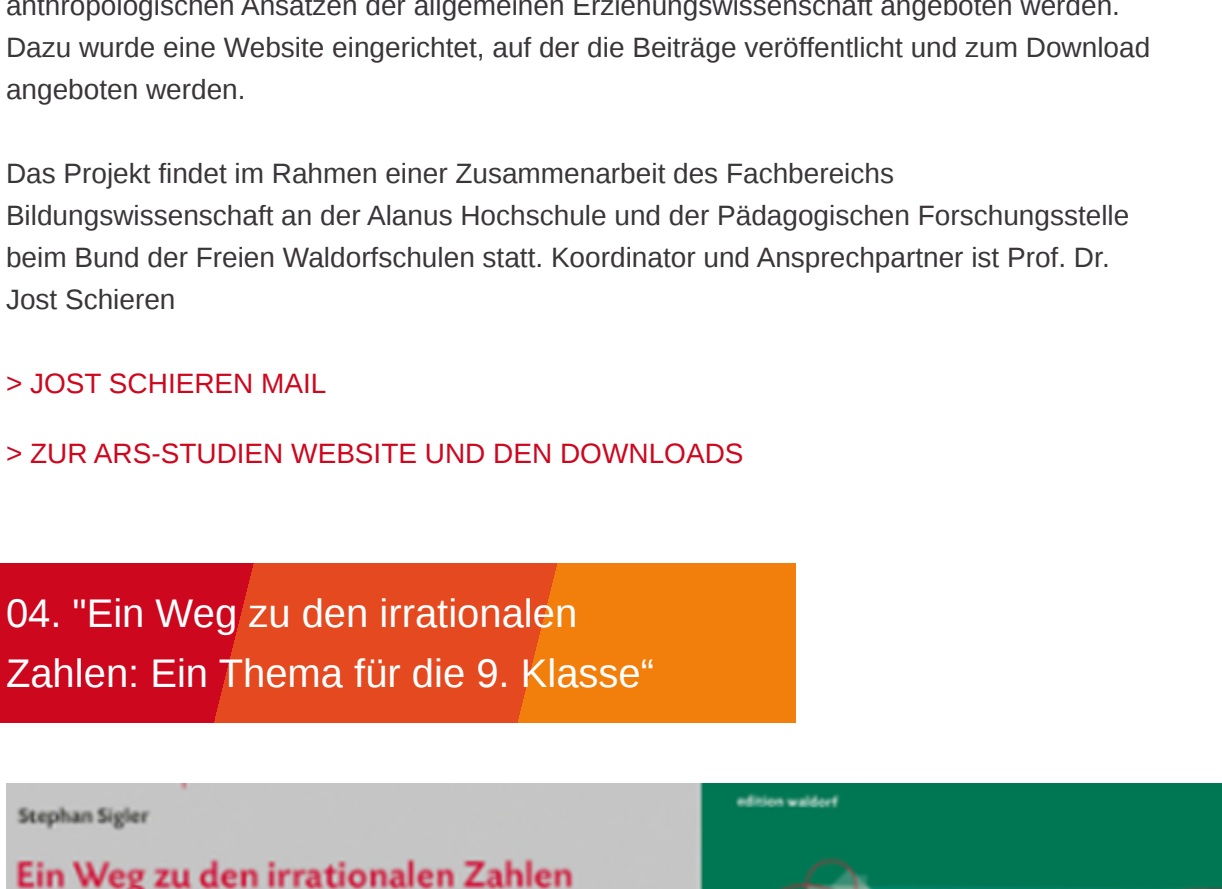 anthropologischen Ansätzen der allgemeinen Erziehungswissenschaft angeboten werden.
Dazu wurde eine Website eingerichtet, auf der die Beiträge veröffentlicht und zum Download
angeboten werden.
Das Projekt findet im Rahmen einer Zusammenarbeit des Fachbereichs
Bildungswissenschaft an der Alanus Hochschule und der Pädagogischen Forschungsstelle
beim Bund der Freien Waldorfschulen statt. Koordinator und Ansprechpartner ist Prof. Dr.
Jost Schieren
> JOST SCHIEREN MAIL
> ZUR ARS-STUDIEN WEBSITE UND DEN DOWNLOADS
04. "Ein Weg zu den irrationalen
Zahlen: Ein Thema für die 9. Klasse“
Stephan Sigler
Ein Weg zu den irrationalen Zahlen
edition waldorf